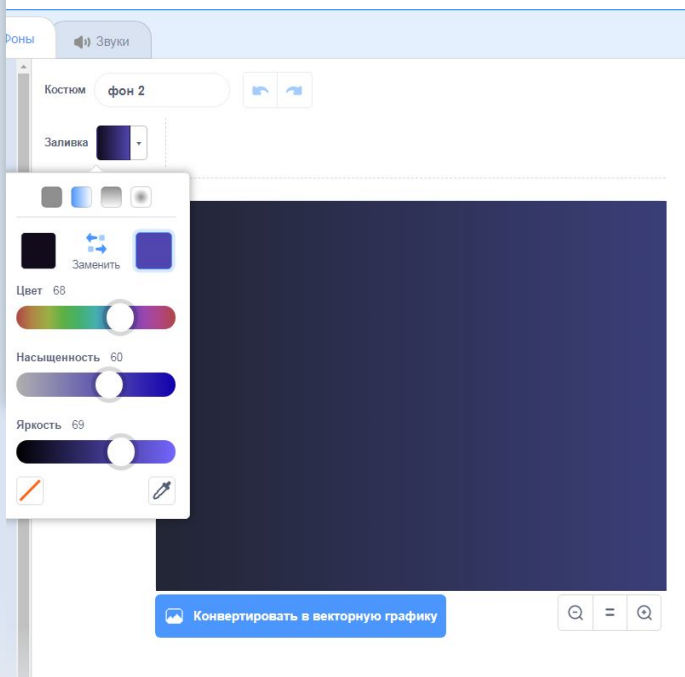 Фоны
Звуки
Костюм
фон 2
Заливка
Заменить
Цвет 68
Насыщенность 60
Яркость 69
Конвертировать в векторную графику